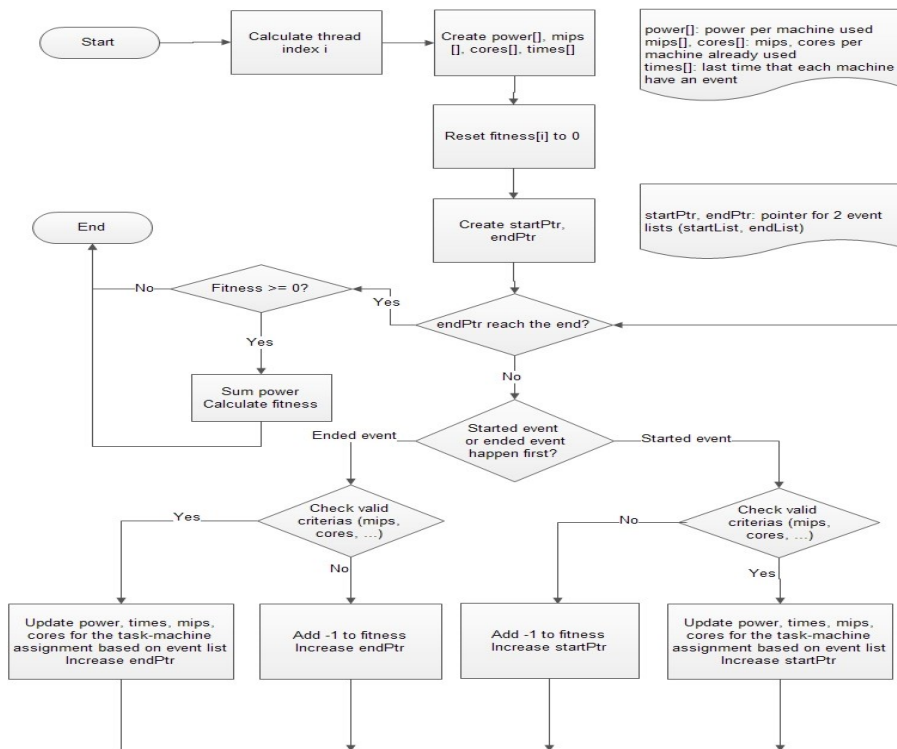 Start
Calculate thread
index i
Create power[], mips
[], cores[], times[]
power[]: power per machine used
mips[], cores[]: mips, cores per
machine already used
times[]: last time that each machine
have an event
Reset fitness[i] to 0
Create startPtr,
endPtr
startPtr, endPtr: pointer for 2 event
lists (startList, endList)
End
Fitness >= 0?
No
Yes
endPtr reach the end?
Yes
Sum power
Calculate fitness
No
Started event
or ended event
happen first?
Ended event
Started event
Check valid
criterias (mips,
cores, ...)
Yes
No
Check valid
criterias (mips,
cores, ...)
No
Yes
Update power, times, mips,
cores for the task-machine
assignment based on event list
Increase endPtr
Add -1 to fitness
Increase endPtr
Add -1 to fitness
Increase startPtr
Update power, times, mips,
cores for the task-machine
assignment based on event list
Increase startPtr